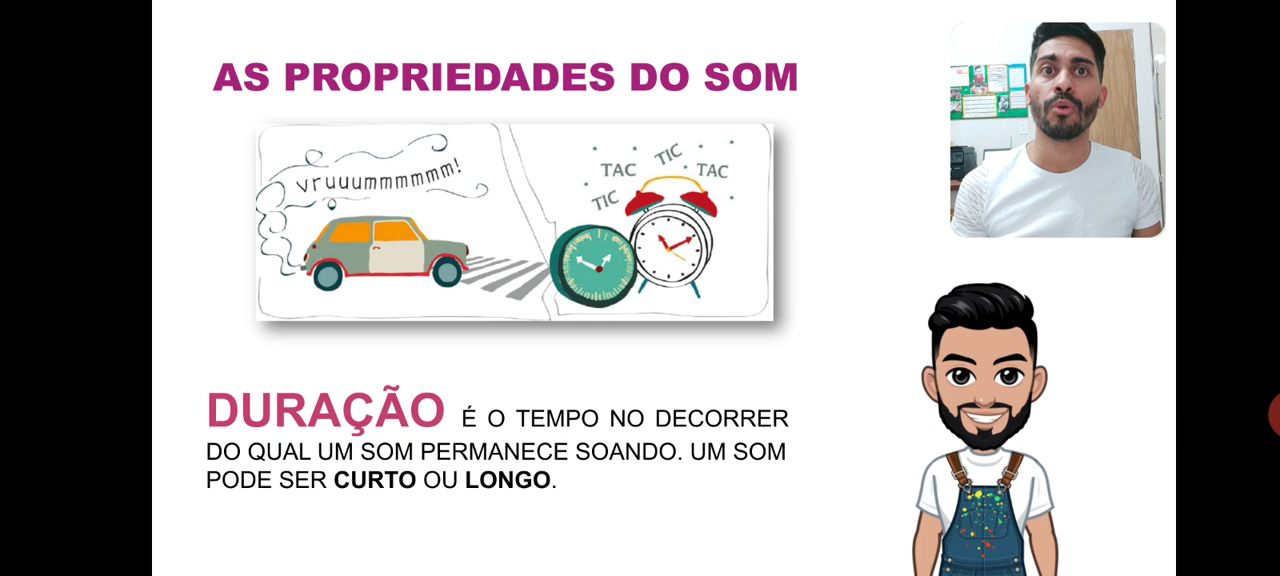 AS PROPRIEDADES DO SOM
vruuummmmmm!
TIC
TAC
TIC
TAC
DURAÇÃO É O TEMPO NO DECORRER
DO QUAL UM SOM PERMANECE SOANDO. UM SOM
PODE SER CURTO OU LONGO.